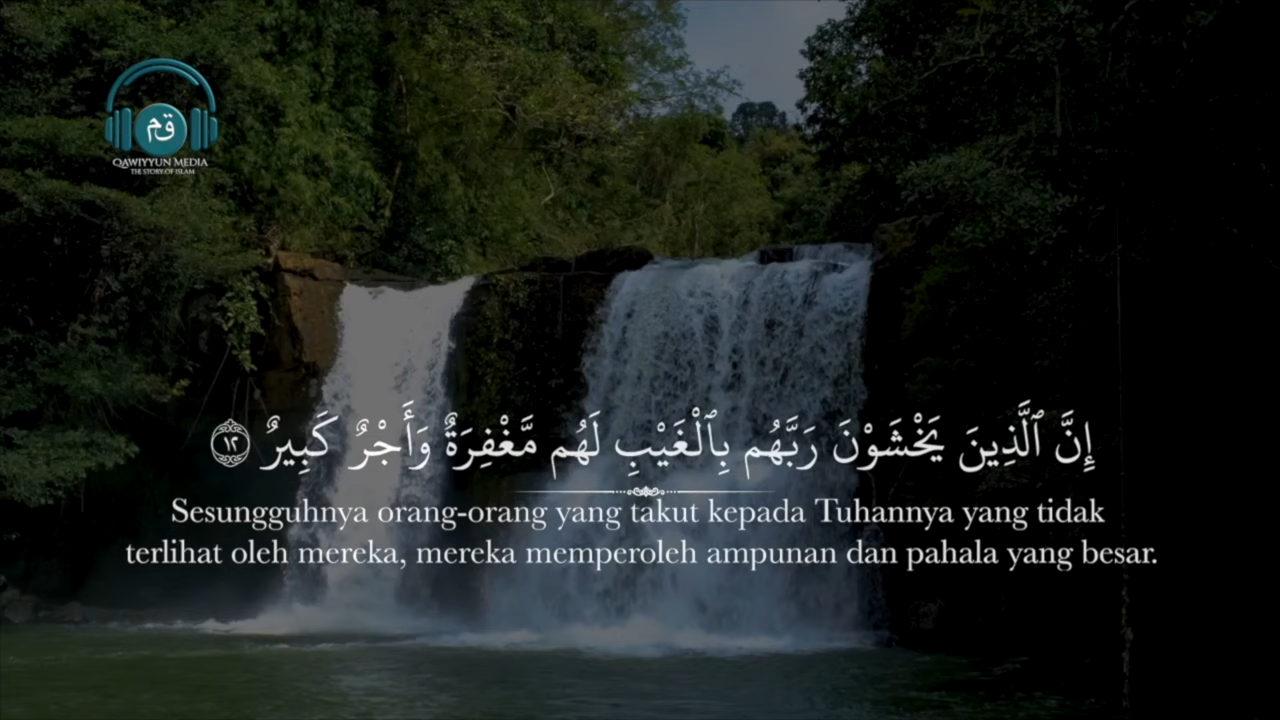 قم
QAWIYYUN MEDIA
THE STORY OF ISLAM
إِنَّ ٱلَّذِينَ يَخْشَوْنَ رَبَّهُم بِٱلْغَيْبِ لَهُم مَّغْفِرَةٌ وَأَجْرٌ كَبِيرٌ ١٢
Sesungguhnya orang-orang yang takut kepada Tuhannya yang tidak
terlihat oleh mereka, mereka memperoleh ampunan dan pahala yang besar.